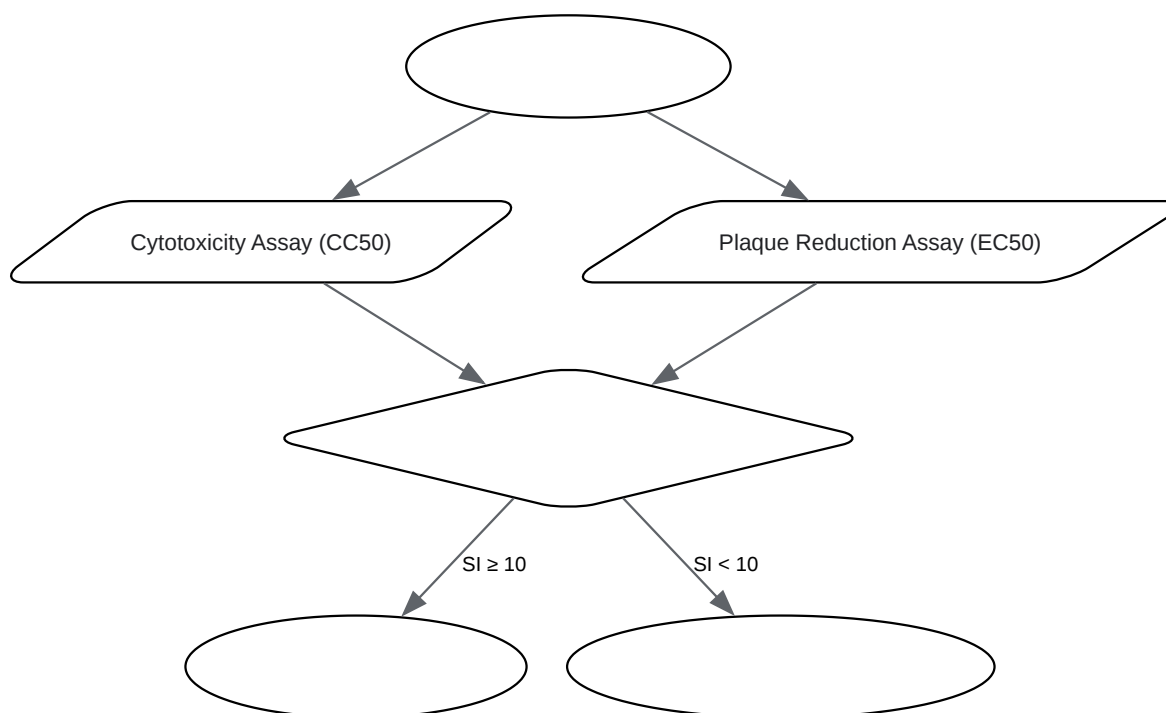 Cytotoxicity Assay (CC50)
Plaque Reduction Assay (EC50)
SI ≥ 10
SI < 10